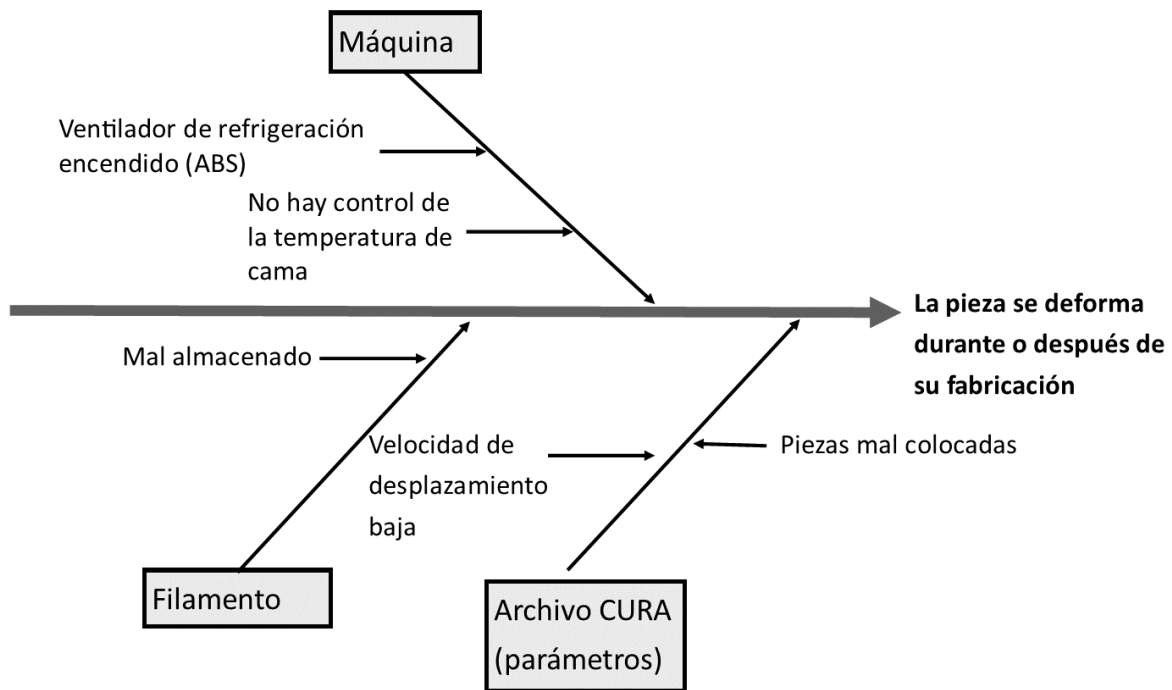 Máquina
Ventilador de refrigeración
encendido (ABS)
No hay control de
la temperatura de
cama
La pieza se deforma
durante o después de
su fabricación
Mal almacenado
Velocidad de
desplazamiento
baja
Piezas mal colocadas
Filamento
Archivo CURA
(parámetros)